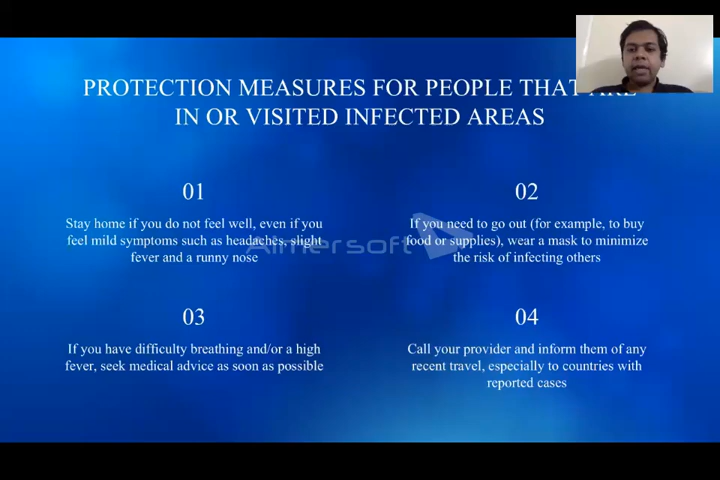 PROTECTION MEASURES FOR PEOPLE THAT ARE
IN OR VISITED INFECTED AREAS
01
Stay home if you do not feel well, even if you
feel mild symptoms such as headaches, slight
fever and a runny nose
02
If you need to go out (for example, to buy
food or supplies), wear a mask to minimize
the risk of infecting others
Aimersoft
03
If you have difficulty breathing and/or a high
fever, seek medical advice as soon as possible
04
Call your provider and inform them of any
recent travel, especially to countries with
reported cases